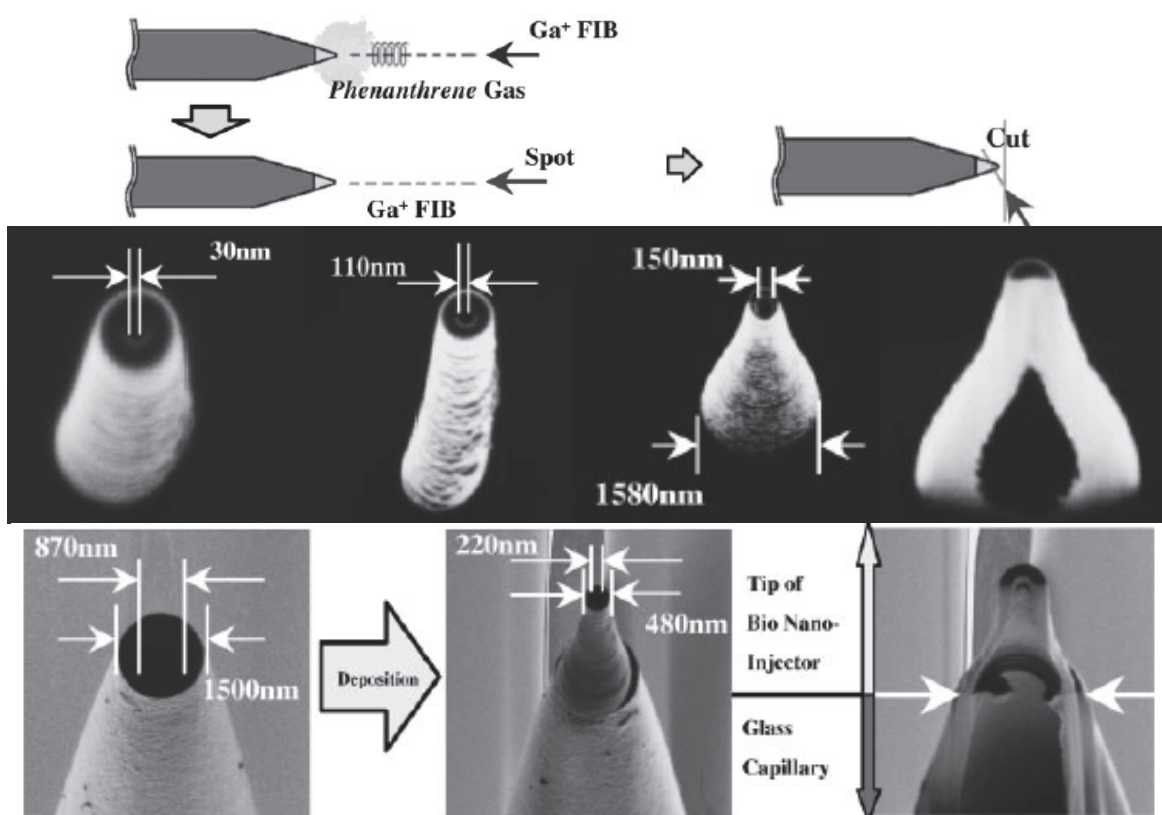 Ga⁺ FIB
Phenanthrene Gas
Spot
Ga⁺ FIB
Cut
30nm
110nm
150nm
1580nm
870nm
1500nm
Deposition
220nm
480nm
Tip of
Bio Nano-
Injector
Glass
Capillary